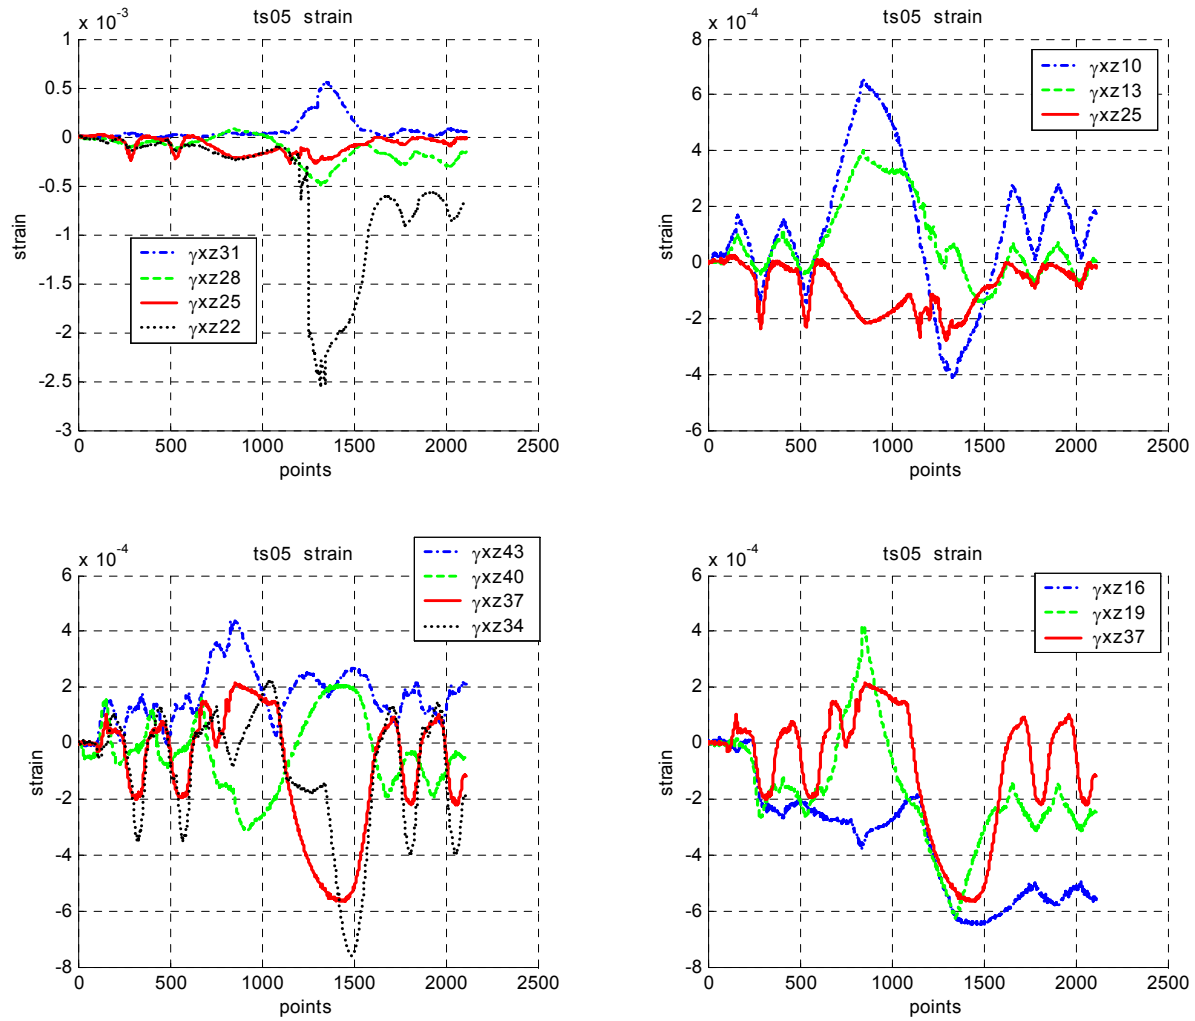 x 10-3
ts05 strain
1
0.5
0
-0.5
-1
-1.5
-2
-2.5
-3
strain
γxz31
γxz28
γxz25
γxz22
0 500 1000 1500 2000 2500
points
x 10-4
ts05 strain
8
6
4
2
0
-2
-4
-6
strain
γxz10
γxz13
γxz25
0 500 1000 1500 2000 2500
points
x 10-4
ts05 strain
6
4
2
0
-2
-4
-6
-8
strain
γxz43
γxz40
γxz37
γxz34
0 500 1000 1500 2000 2500
points
x 10-4
ts05 strain
6
4
2
0
-2
-4
-6
-8
strain
γxz16
γxz19
γxz37
0 500 1000 1500 2000 2500
points